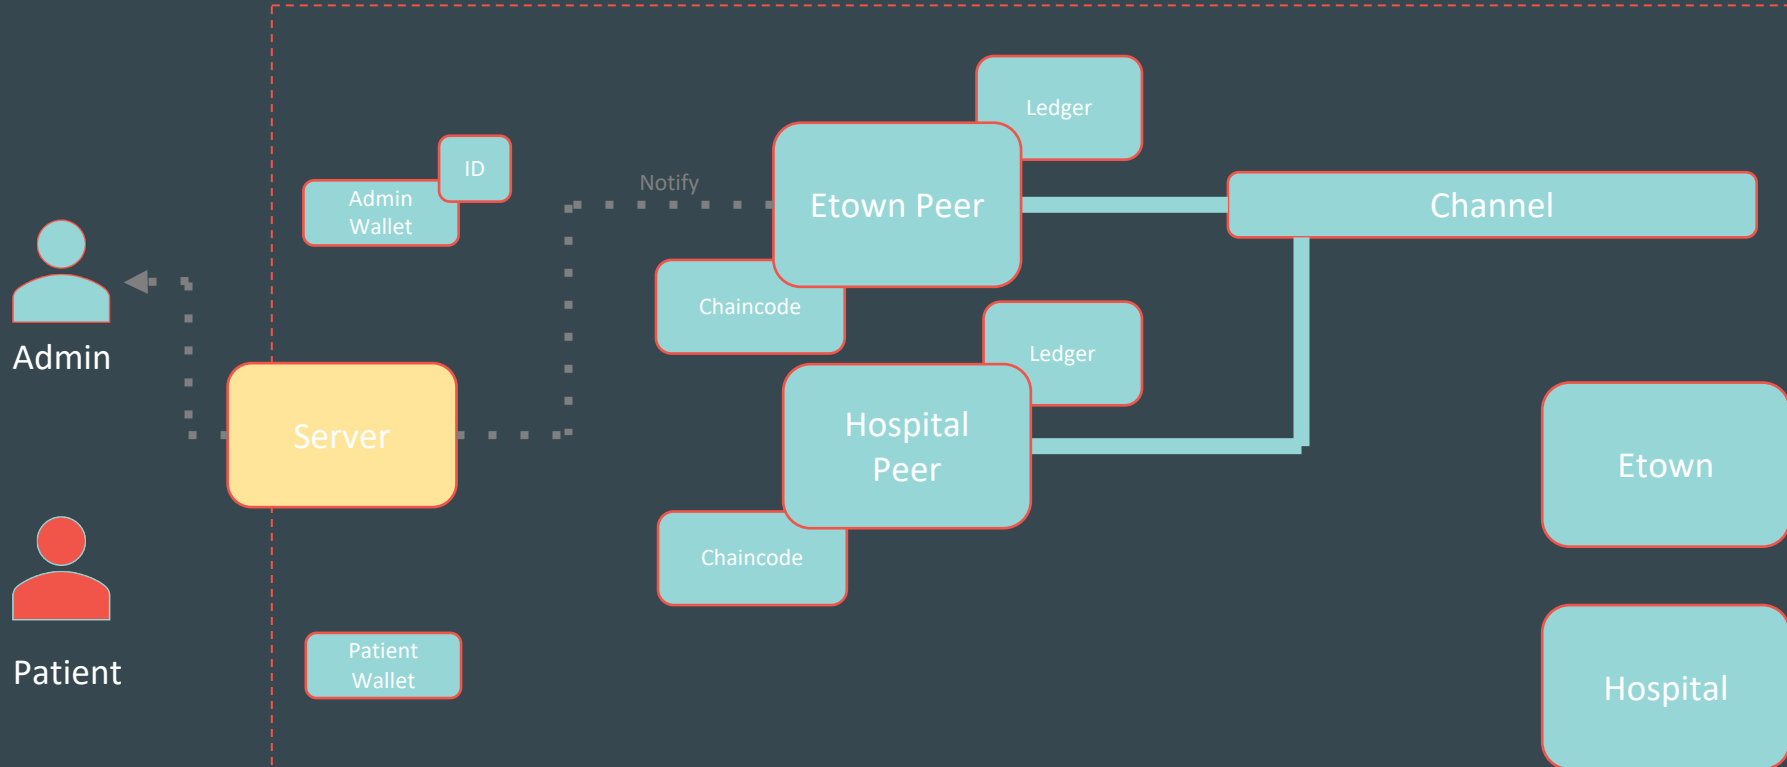 Ledger
ID
Notify
Admin
Wallet
Etown Peer
Channel
Chaincode
Admin
Ledger
Server
Hospital
Peer
Etown
Chaincode
Patient
Patient
Wallet
Hospital